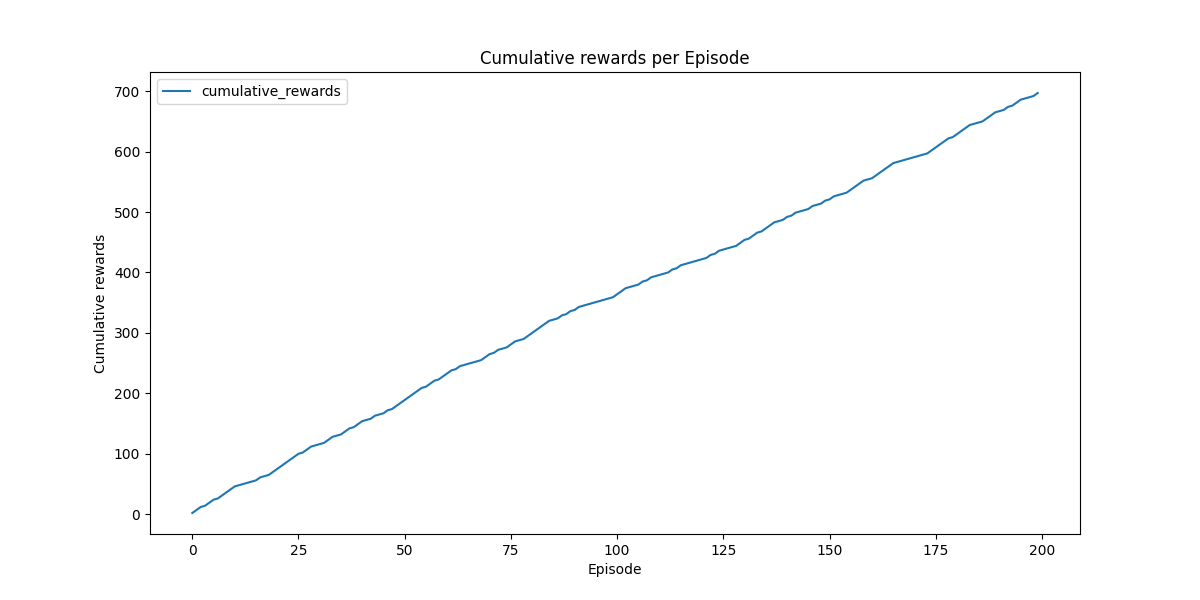 Cumulative rewards per Episode
cumulative_rewards
700
600
500
400
300
200
100
0
Cumulative rewards
0 25 50 75 100 125 150 175 200
Episode